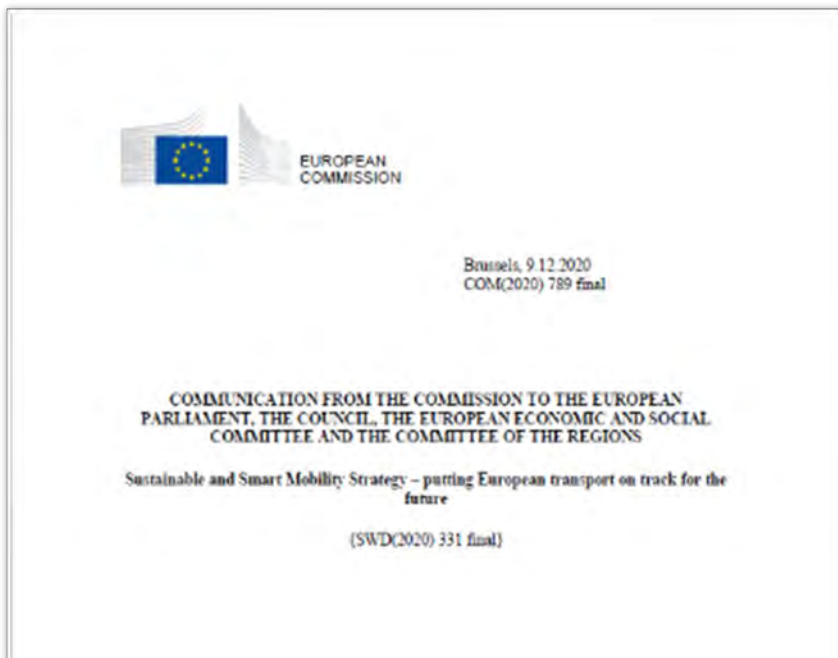 EUROPEAN
COMMISSION
Brussels, 9.12.2020
COM(2020) 789 final
COMMUNICATION FROM THE COMMISSION TO THE EUROPEAN
PARLIAMENT, THE COUNCIL, THE EUROPEAN ECONOMIC AND SOCIAL
COMMITTEE AND THE COMMITTEE OF THE REGIONS
Sustainable and Smart Mobility Strategy – putting European transport on track for the
future
{SWD(2020) 331 final}